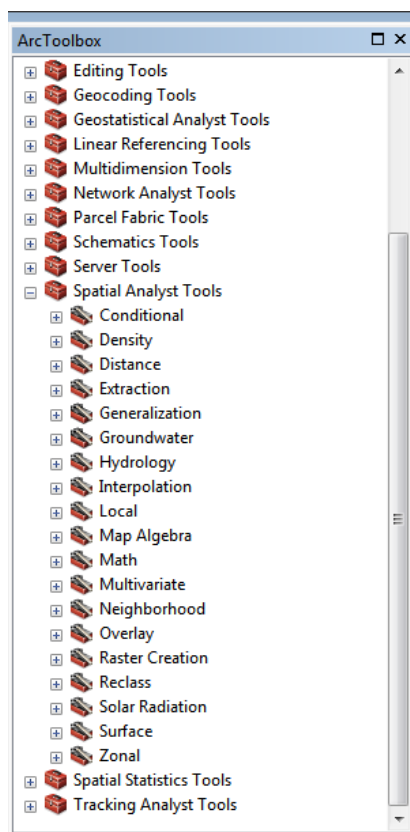 ArcToolbox
Editing Tools
Geocoding Tools
Geostatistical Analyst Tools
Linear Referencing Tools
Multidimension Tools
Network Analyst Tools
Parcel Fabric Tools
Schematics Tools
Server Tools
Spatial Analyst Tools
Conditional
Density
Distance
Extraction
Generalization
Groundwater
Hydrology
Interpolation
Local
Map Algebra
Math
Multivariate
Neighborhood
Overlay
Raster Creation
Reclass
Solar Radiation
Surface
Zonal
Spatial Statistics Tools
Tracking Analyst Tools